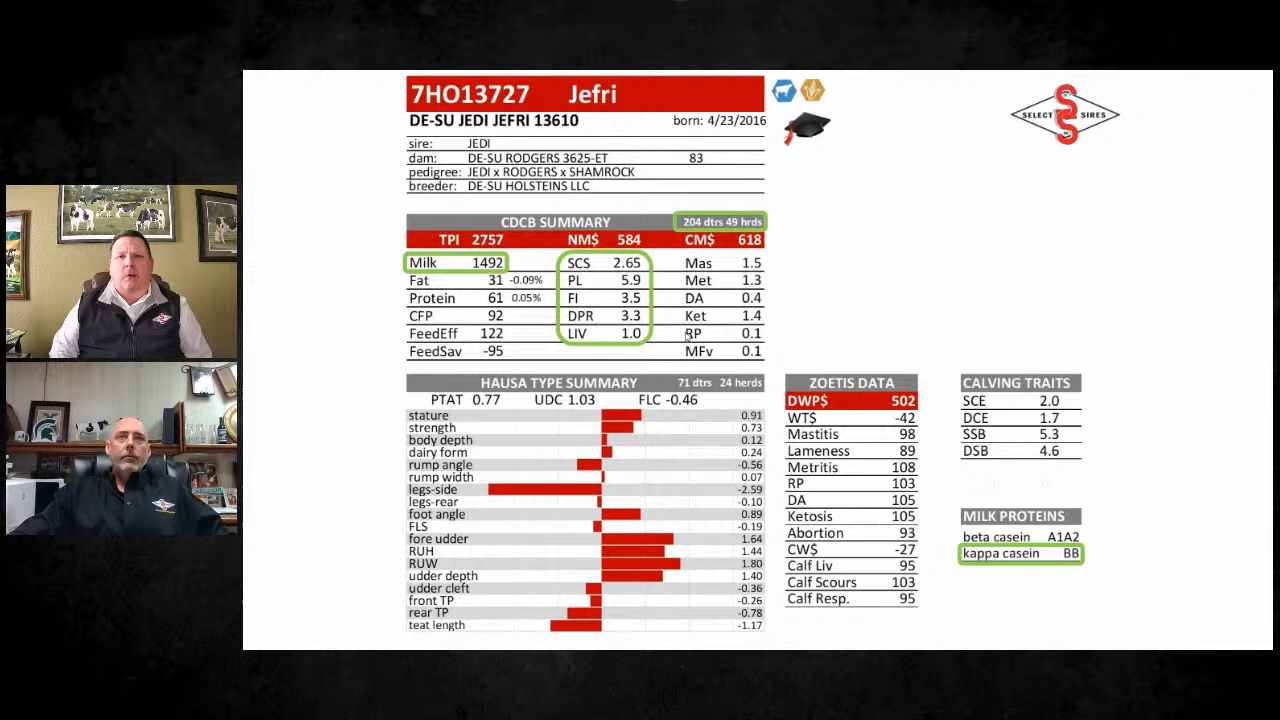 7HO13727 Jefri
DE-SU JEDI JEFRI 13610 born: 4/23/2016
sire: JEDI
dam: DE-SU RODGERS 3625-ET 83
pedigree: JEDI x RODGERS x SHAMROCK
breeder: DE-SU HOLSTEINS LLC
SELECT SIRES
CDCB SUMMARY 204 dtrs 49 hrds
TPI 2757 NM$ 584 CM$ 618
Milk 1492 SCS 2.65 Mas 1.5
Fat 31 -0.09% PL 5.9 Met 1.3
Protein 61 0.05% FI 3.5 DA 0.4
CFP 92 DPR 3.3 Ket 1.4
FeedEff 122 LIV 1.0 RP 0.1
FeedSav -95 MFv 0.1
HAUSA TYPE SUMMARY 71 dtrs 24 herds
PTAT 0.77 UDC 1.03 FLC -0.46
stature 0.91
strength 0.73
body depth 0.12
dairy form 0.24
rump angle -0.56
rump width 0.07
legs-side -2.59
legs-rear -0.10
foot angle 0.89
FLS -0.19
fore udder 1.64
RUH 1.44
RUW 1.80
udder depth 1.40
udder cleft -0.36
front TP -0.26
rear TP -0.78
teat length -1.17
ZOETIS DATA
DWP$ 502
WT$ -42
Mastitis 98
Lameness 89
Metritis 108
RP 103
DA 105
Ketosis 105
Abortion 93
CW$ -27
Calf Liv 95
Calf Scours 103
Calf Resp. 95
CALVING TRAITS
SCE 2.0
DCE 1.7
SSB 5.3
DSB 4.6
MILK PROTEINS
beta casein A1A2
kappa casein BB